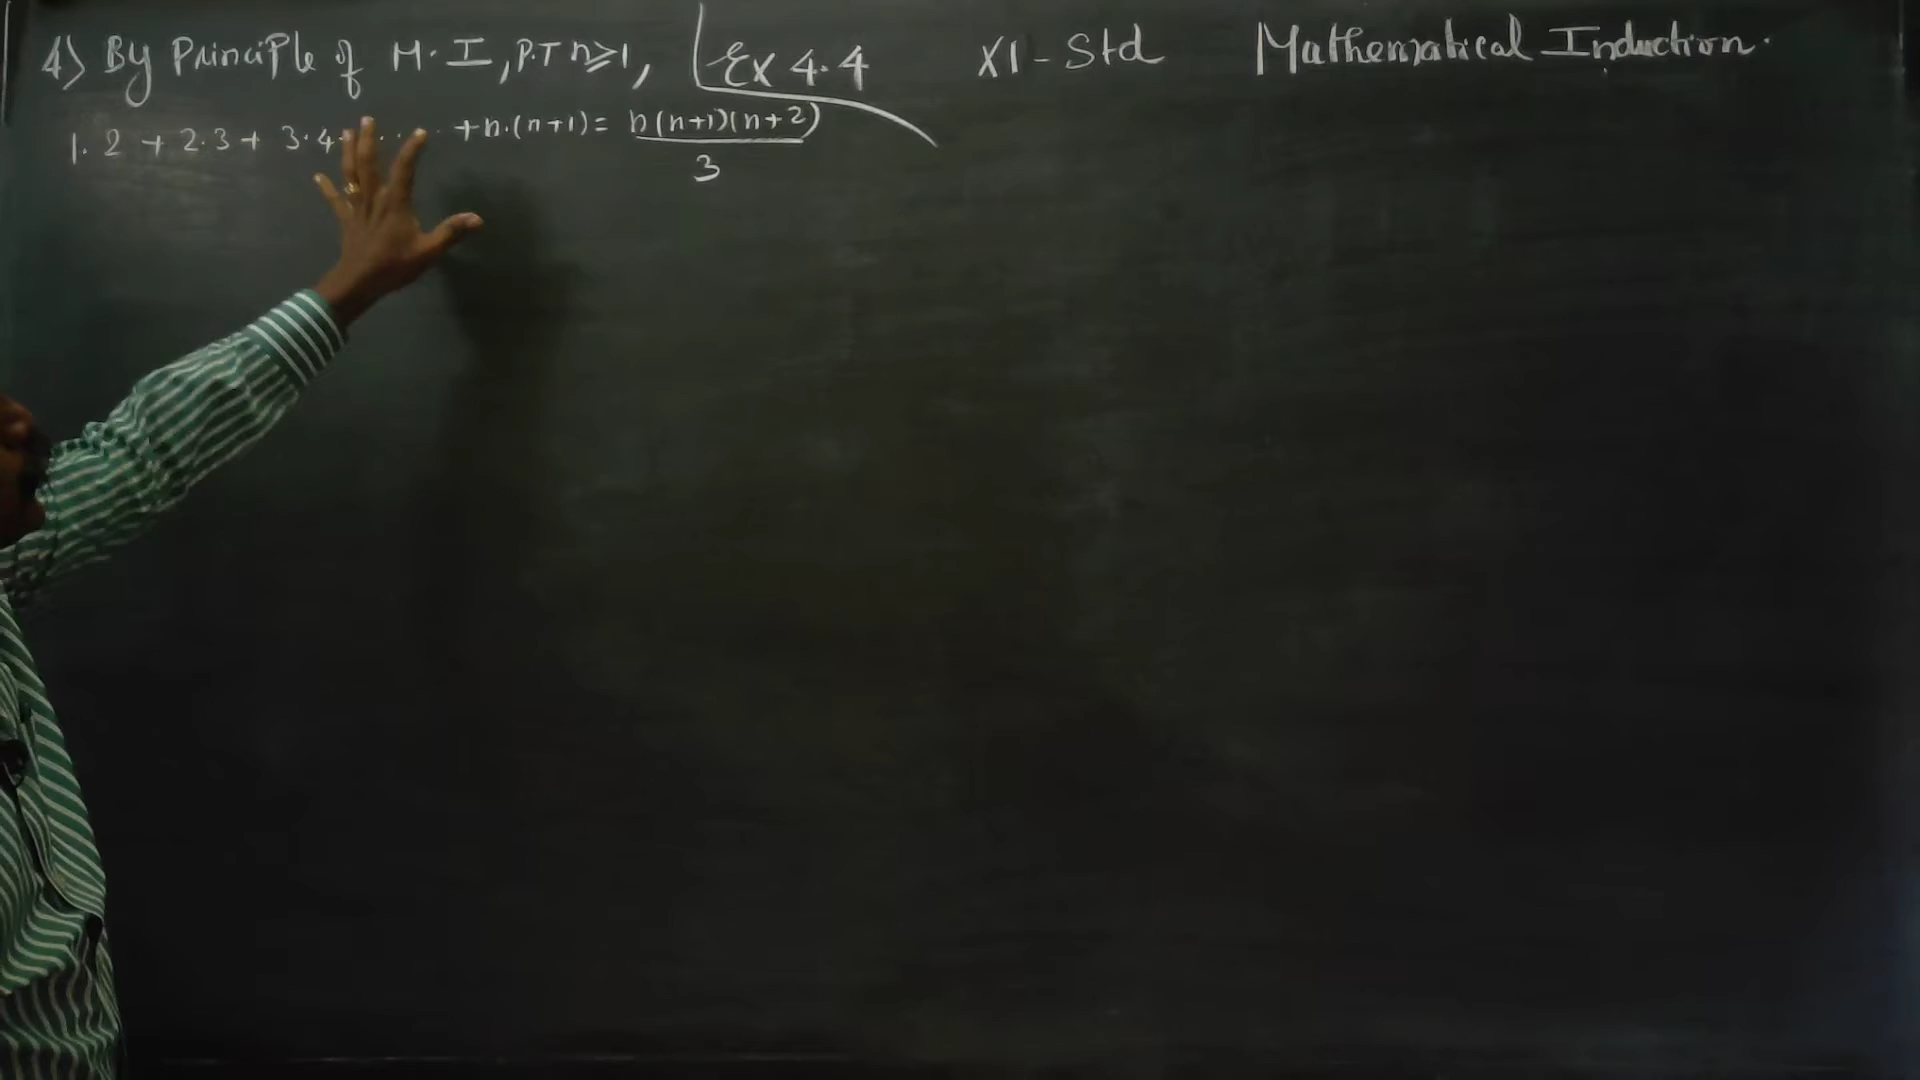 4) By Principle of M.I, P.T n≥1, Ex 4.4 XI-Std Mathematical Induction.
1.2 + 2.3 + 3.4 + . . . . + n.(n+1) = n(n+1)(n+2)
3